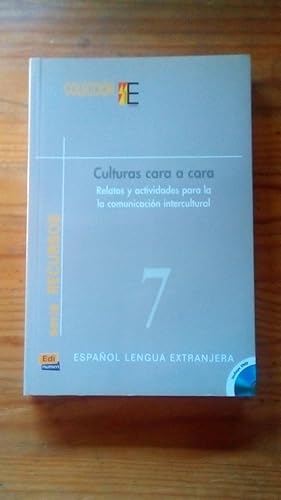 COLECCIÓN E
Culturas cara a cara
Relatos y actividades para la
la comunicación intercultural
serie RECURSOS
7
Edi
numen
ESPAÑOL LENGUA EXTRANJERA